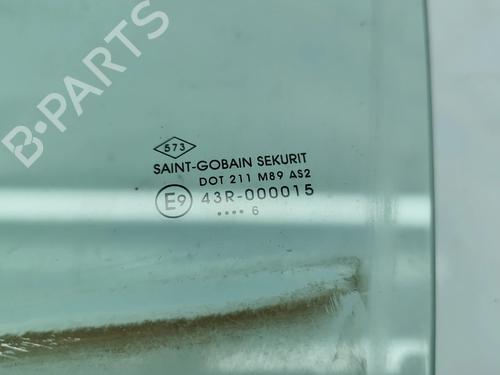 B-PARTS
573
SAINT-GOBAIN SEKURIT
DOT 211 M89 AS2
E9 43R-000015
.... 6